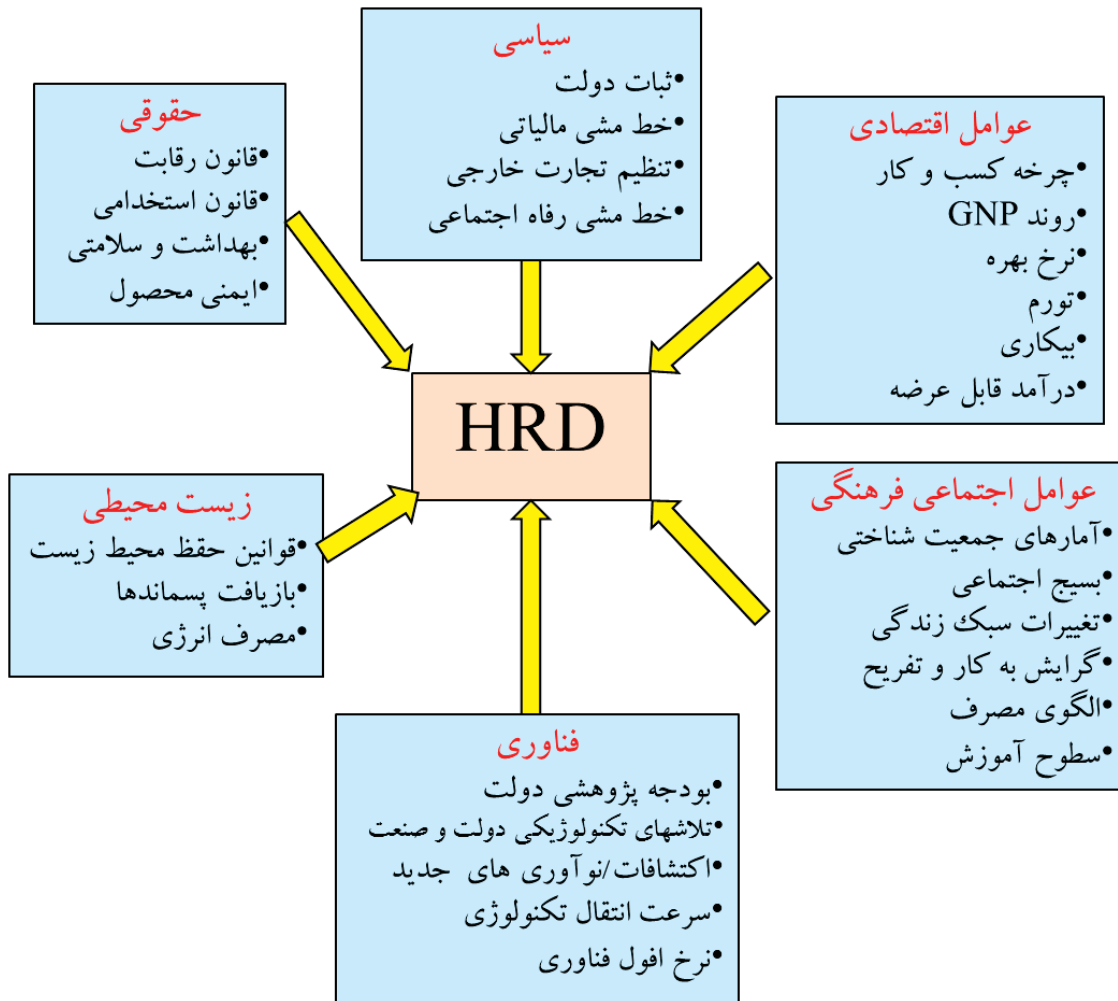 سیاسی
•ثبات دولت
•خط مشی مالیاتی
•تنظیم تجارت خارجی
•خط مشی رفاه اجتماعی
عوامل اقتصادی
•چرخه کسب و کار
•روند GNP
•نرخ بهره
•تورم
•بیکاری
•درآمد قابل عرضه
حقوقی
•قانون رقابت
•قانون استخدامی
•بهداشت و سلامتی
•ایمنی محصول
HRD
عوامل اجتماعی فرهنگی
•آمارهای جمعیت شناختی
•بسیج اجتماعی
•تغییرات سبک زندگی
•گرایش به کار و تفریح
•الگوی مصرف
•سطوح آموزش
زیست محیطی
•قوانین حفظ محیط زیست
•بازیافت پسماندها
•مصرف انرژی
فناوری
•بودجه پژوهشی دولت
•تلاشهای تکنولوژیکی دولت و صنعت
•اکتشافات/نوآوری های جدید
•سرعت انتقال تکنولوژی
•نرخ افول فناوری